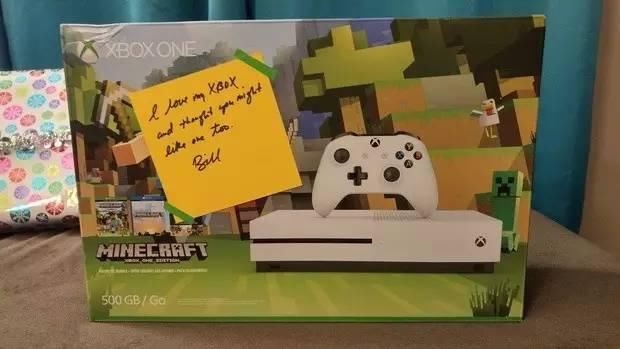 XBOX ONE
I love my XBOX
and thought you might
like one too.
Bill
MINECRAFT
XBOX ONE EDITION
500 GB / Go